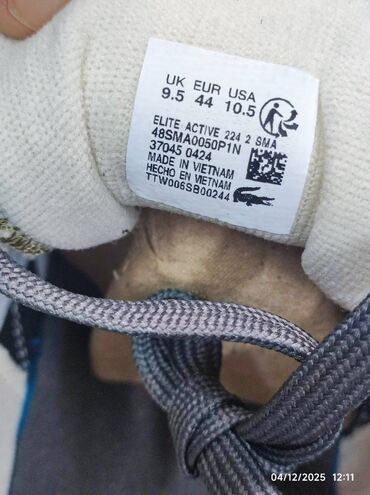 UK EUR USA
9.5 44 10.5
ELITE ACTIVE 224 2 SMA
48SMA0050P1N
37045 0424
MADE IN VIETNAM
HECHO EN VIETNAM
TTW006SB00244
04/12/2025 12:11